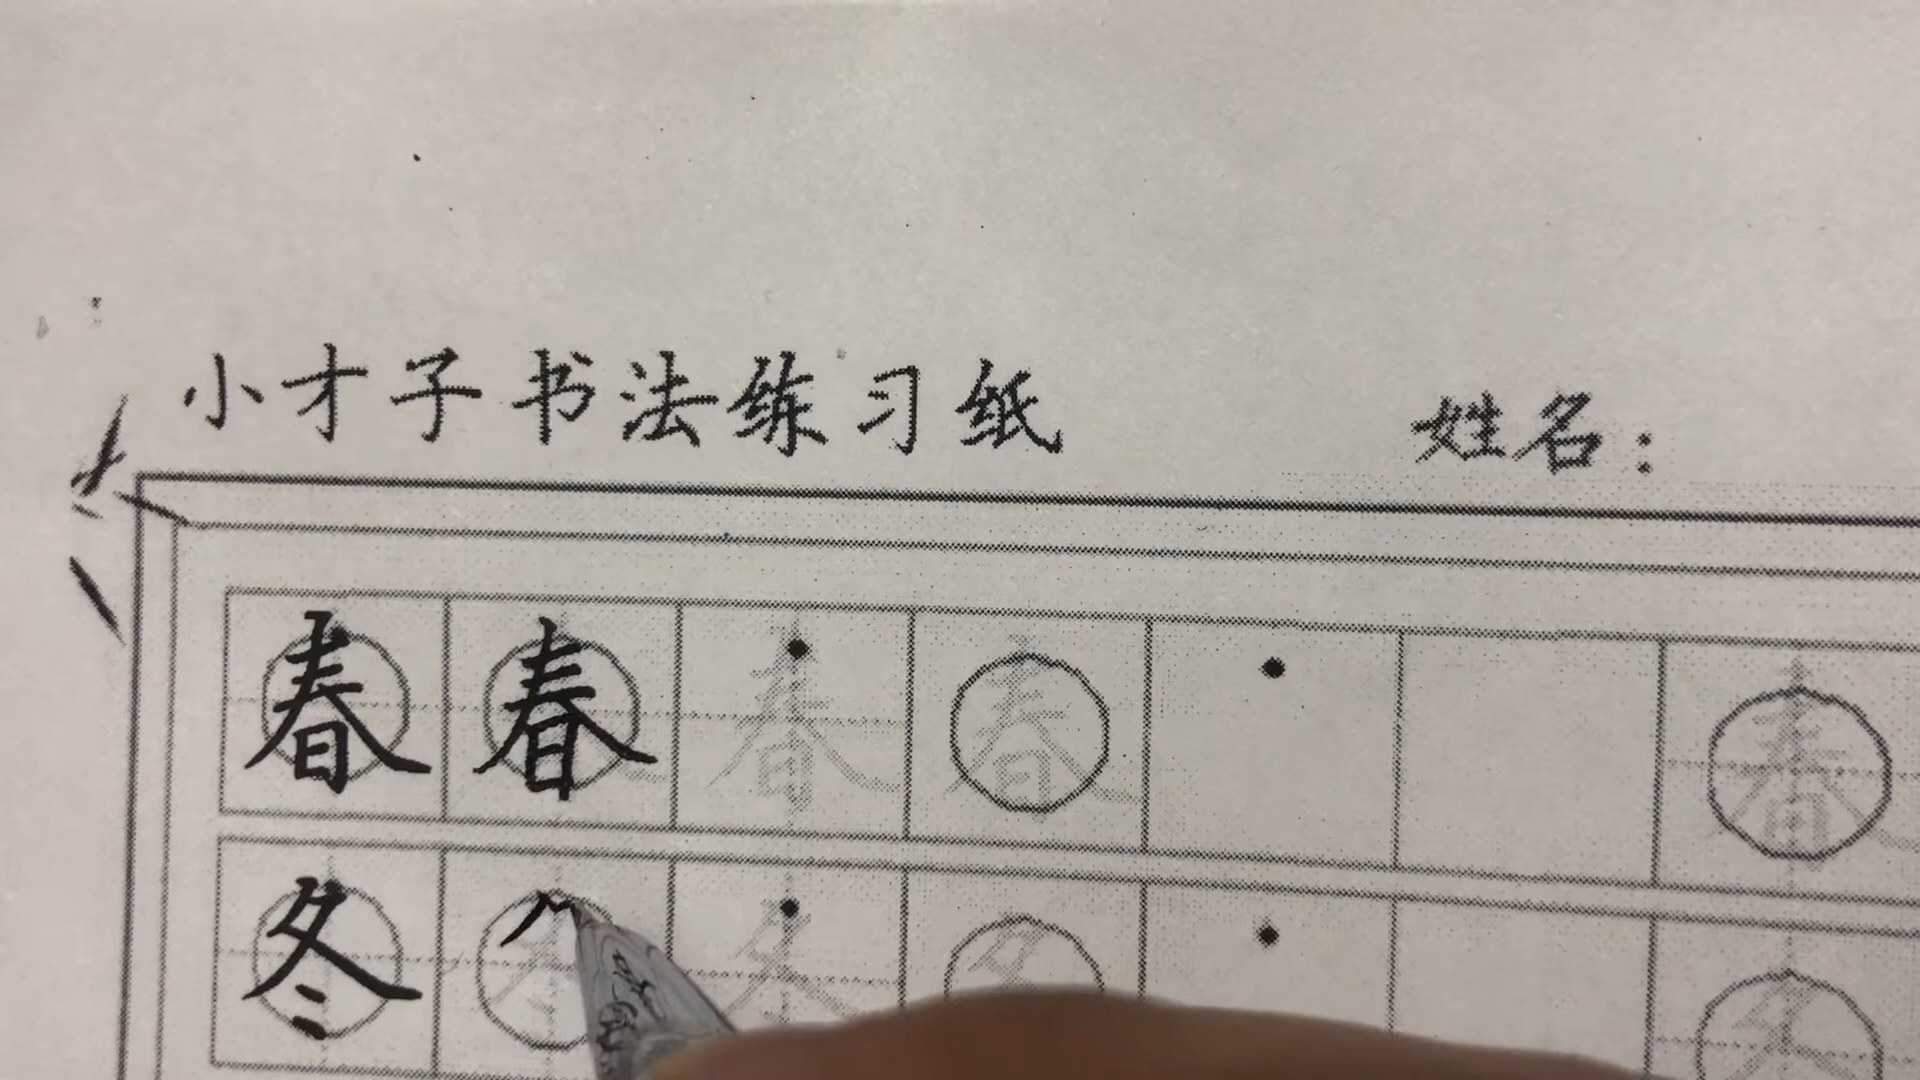 小才子书法练习纸 姓名：
春 春 春 春 春
冬 冬 冬 冬 冬